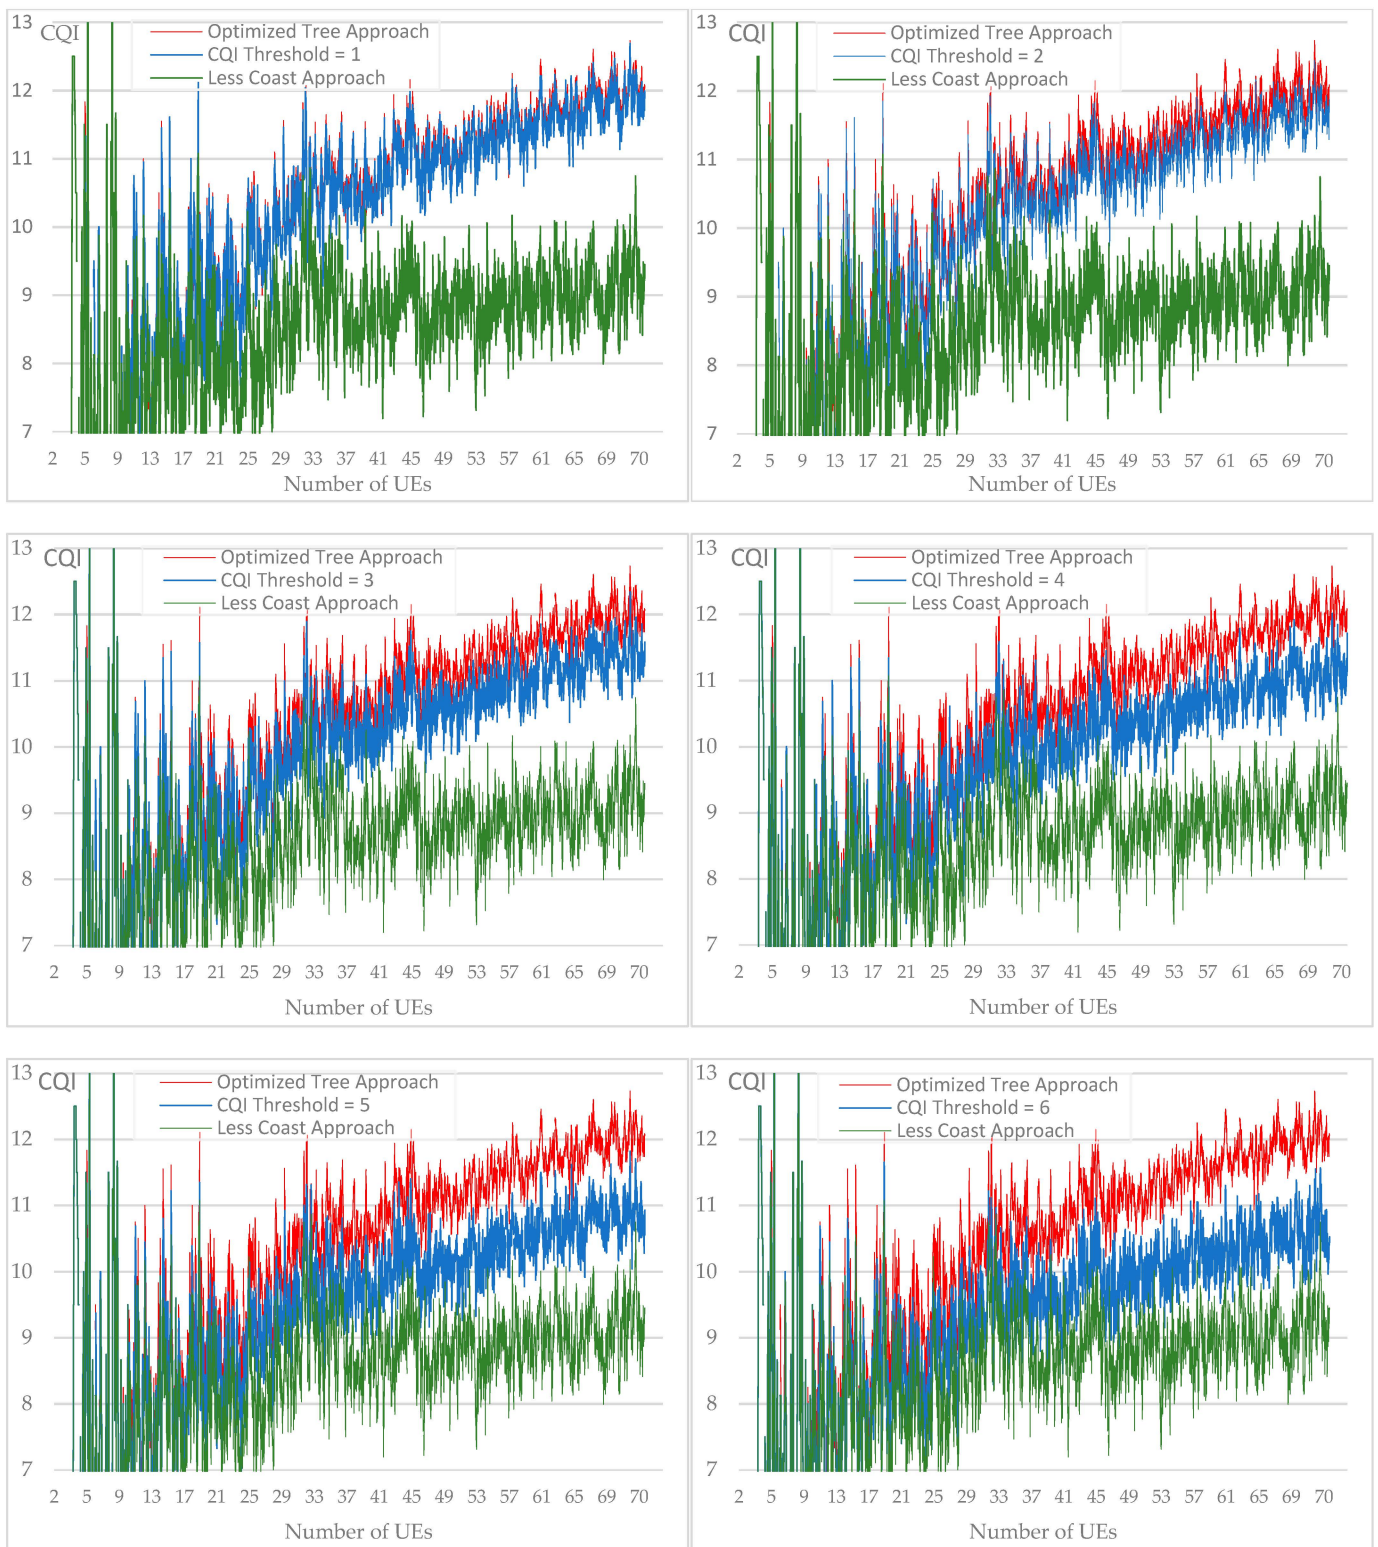 13
CQI
Optimized Tree Approach
CQI Threshold = 1
Less Coast Approach
12
11
10
9
8
7
2 5 9 13 17 21 25 29 33 37 41 45 49 53 57 61 65 69 70
Number of UEs
13
CQI
Optimized Tree Approach
CQI Threshold = 2
Less Coast Approach
12
11
10
9
8
7
2 5 9 13 17 21 25 29 33 37 41 45 49 53 57 61 65 69 70
Number of UEs
13
CQI
Optimized Tree Approach
CQI Threshold = 3
Less Coast Approach
12
11
10
9
8
7
2 5 9 13 17 21 25 29 33 37 41 45 49 53 57 61 65 69 70
Number of UEs
13
CQI
Optimized Tree Approach
CQI Threshold = 4
Less Coast Approach
12
11
10
9
8
7
2 5 9 13 17 21 25 29 33 37 41 45 49 53 57 61 65 69 70
Number of UEs
13
CQI
Optimized Tree Approach
CQI Threshold = 5
Less Coast Approach
12
11
10
9
8
7
2 5 9 13 17 21 25 29 33 37 41 45 49 53 57 61 65 69 70
Number of UEs
13
CQI
Optimized Tree Approach
CQI Threshold = 6
Less Coast Approach
12
11
10
9
8
7
2 5 9 13 17 21 25 29 33 37 41 45 49 53 57 61 65 69 70
Number of UEs